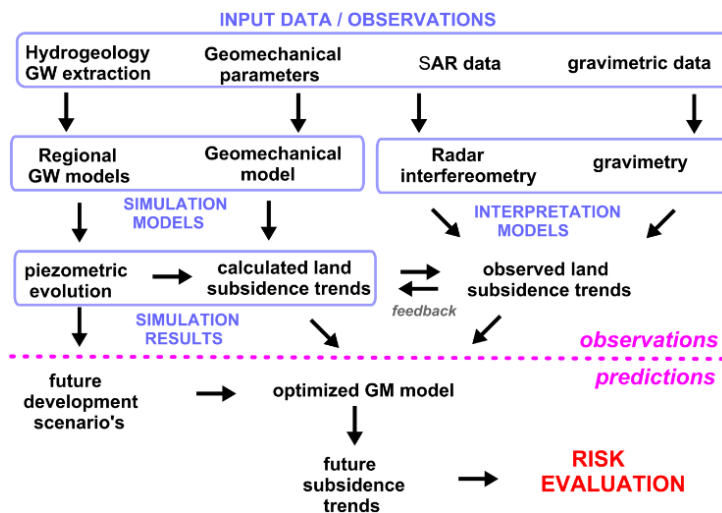 INPUT DATA / OBSERVATIONS
Hydrogeology
GW extraction
Geomechanical
parameters
SAR data
gravimetric data
Regional
GW models
Geomechanical
model
Radar
interfereometry
gravimetry
SIMULATION
MODELS
INTERPRETATION
MODELS
piezometric
evolution
calculated land
subsidence trends
feedback
observed land
subsidence trends
SIMULATION
RESULTS
observations
predictions
future
development
scenario's
optimized GM model
future
subsidence
trends
RISK
EVALUATION